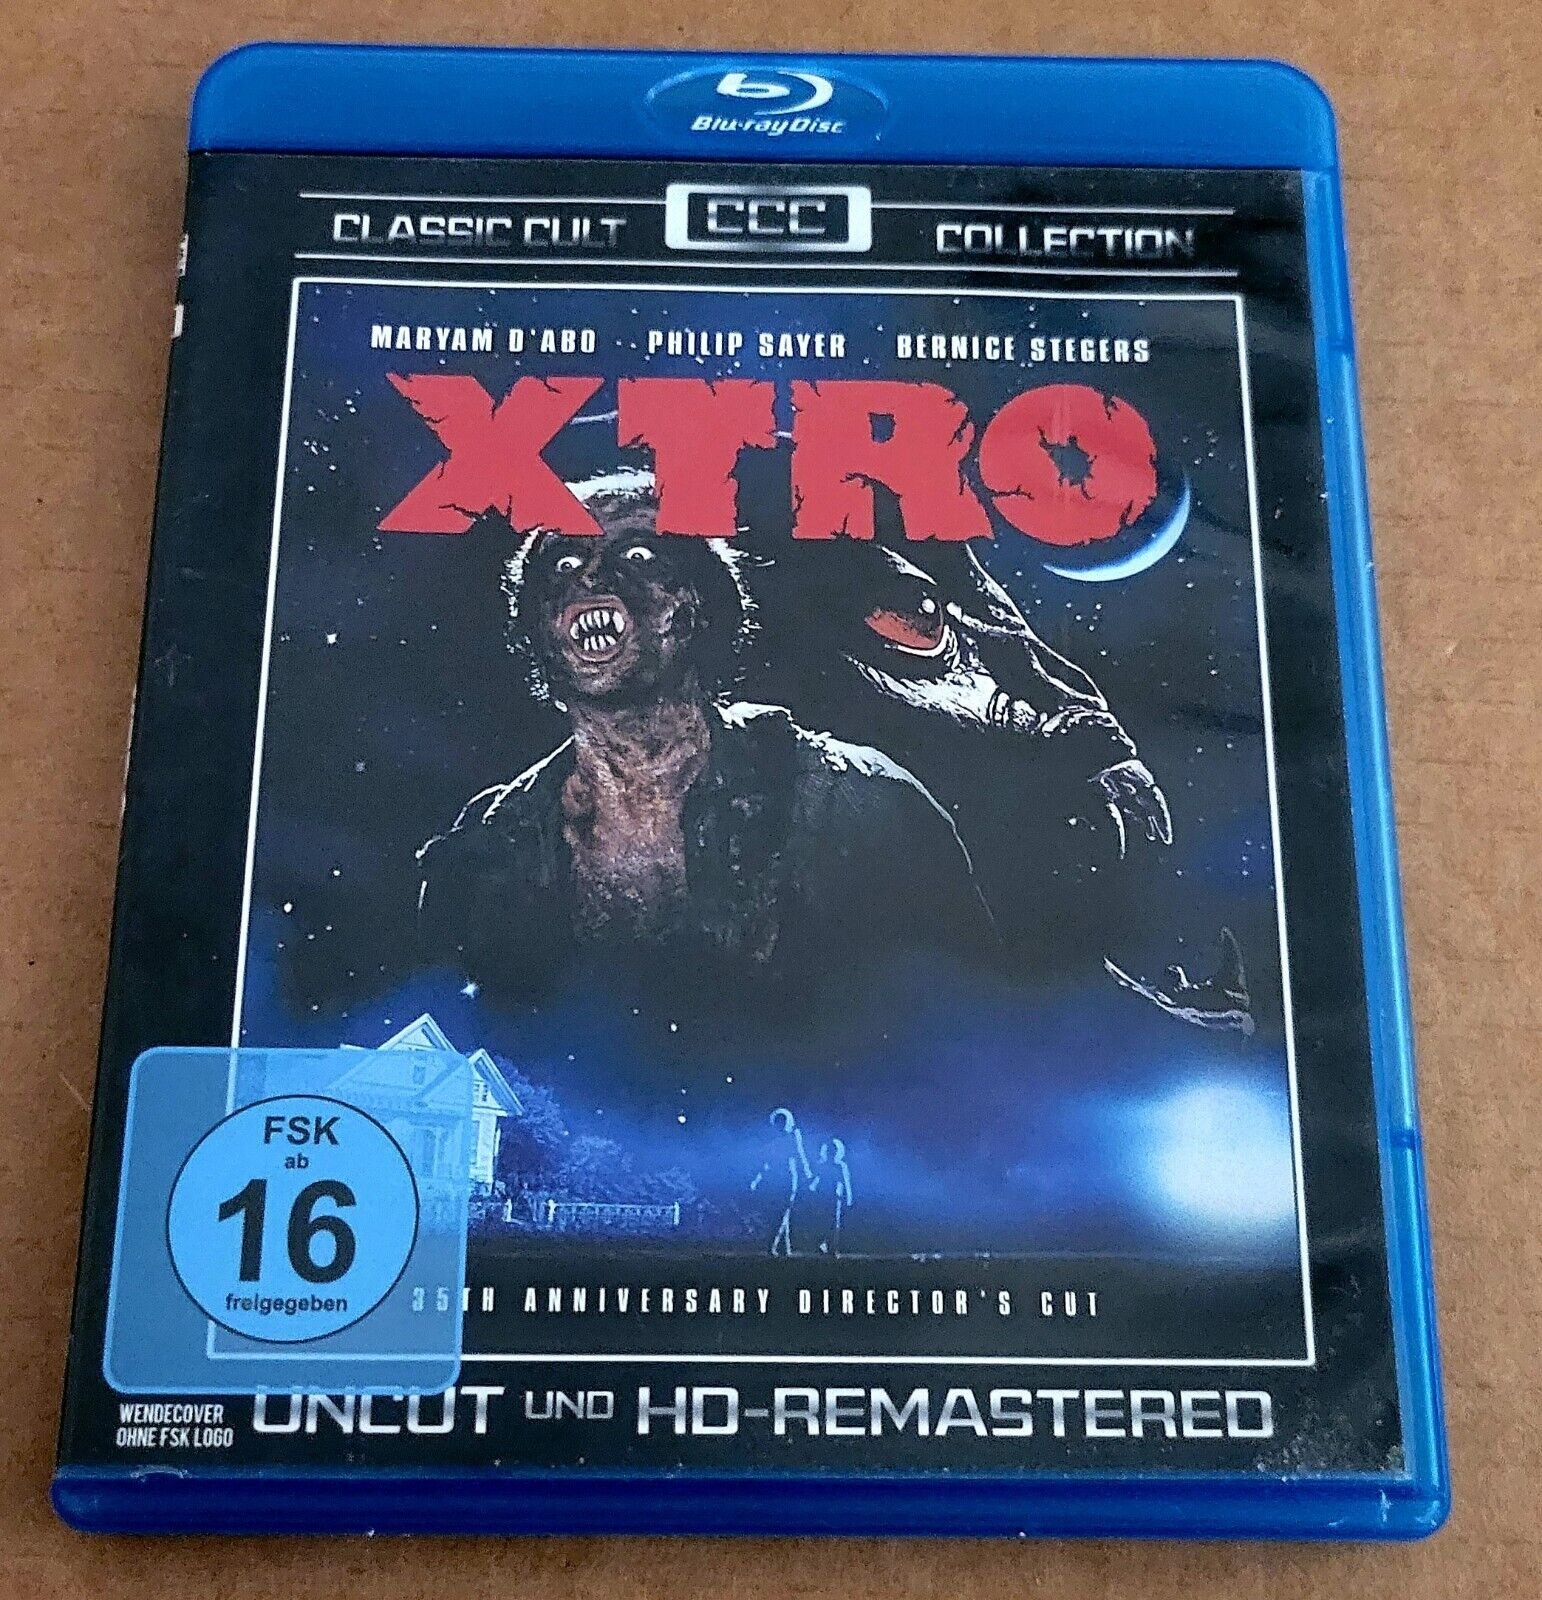 Blu-ray Disc
CLASSIC CULT CCC COLLECTION
MARYAM D'ABO PHILIP SAYER BERNICE STEGERS
XTRO
FSK
ab
16
freigegeben
35TH ANNIVERSARY DIRECTOR'S CUT
WENDECOVER
OHNE FSK LOGO
UNCUT UND HD-REMASTERED